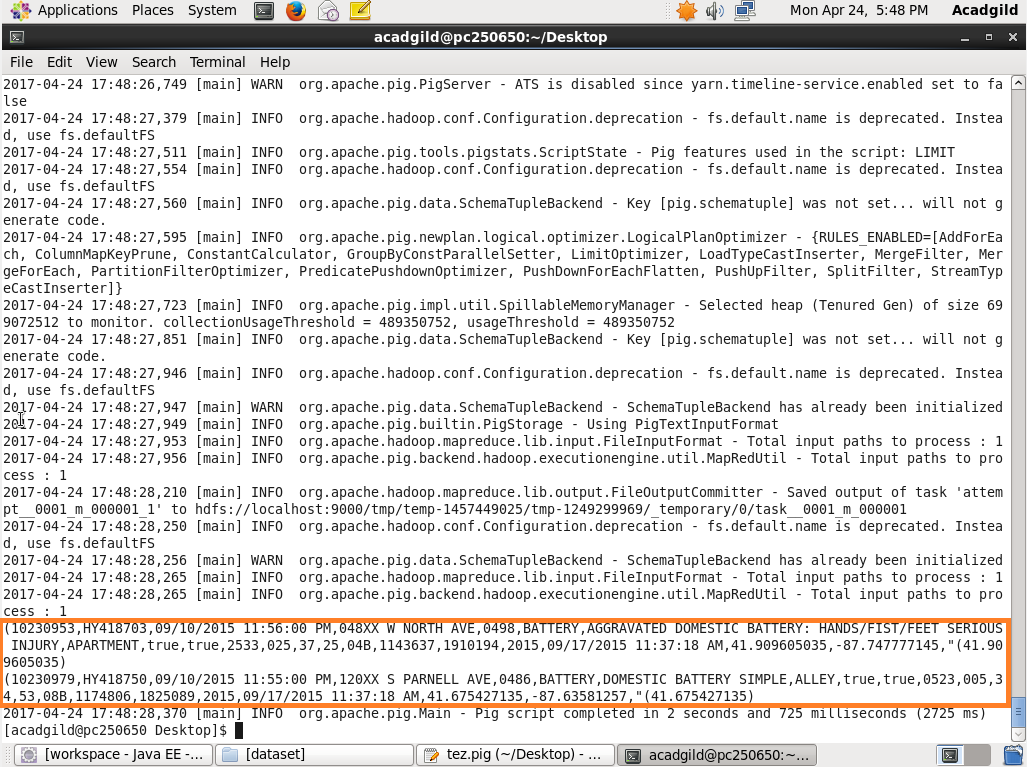 Applications Places System Mon Apr 24, 5:48 PM Acadgild
acadgild@pc250650:~/Desktop
File Edit View Search Terminal Help
2017-04-24 17:48:26,749 [main] WARN  org.apache.pig.PigServer - ATS is disabled since yarn.timeline-service.enabled set to fa
lse
2017-04-24 17:48:27,379 [main] INFO  org.apache.hadoop.conf.Configuration.deprecation - fs.default.name is deprecated. Instea
d, use fs.defaultFS
2017-04-24 17:48:27,511 [main] INFO  org.apache.pig.tools.pigstats.ScriptState - Pig features used in the script: LIMIT
2017-04-24 17:48:27,554 [main] INFO  org.apache.hadoop.conf.Configuration.deprecation - fs.default.name is deprecated. Instea
d, use fs.defaultFS
2017-04-24 17:48:27,560 [main] INFO  org.apache.pig.data.SchemaTupleBackend - Key [pig.schematuple] was not set... will not g
enerate code.
2017-04-24 17:48:27,595 [main] INFO  org.apache.pig.newplan.logical.optimizer.LogicalPlanOptimizer - {RULES_ENABLED=[AddForEa
ch, ColumnMapKeyPrune, ConstantCalculator, GroupByConstParallelSetter, LimitOptimizer, LoadTypeCastInserter, MergeFilter, Mer
geForEach, PartitionFilterOptimizer, PredicatePushdownOptimizer, PushDownForEachFlatten, PushUpFilter, SplitFilter, StreamTyp
eCastInserter]}
2017-04-24 17:48:27,723 [main] INFO  org.apache.pig.impl.util.SpillableMemoryManager - Selected heap (Tenured Gen) of size 69
9072512 to monitor. collectionUsageThreshold = 489350752, usageThreshold = 489350752
2017-04-24 17:48:27,851 [main] INFO  org.apache.pig.data.SchemaTupleBackend - Key [pig.schematuple] was not set... will not g
enerate code.
2017-04-24 17:48:27,946 [main] INFO  org.apache.hadoop.conf.Configuration.deprecation - fs.default.name is deprecated. Instea
d, use fs.defaultFS
2017-04-24 17:48:27,947 [main] WARN  org.apache.pig.data.SchemaTupleBackend - SchemaTupleBackend has already been initialized
2017-04-24 17:48:27,949 [main] INFO  org.apache.pig.builtin.PigStorage - Using PigTextInputFormat
2017-04-24 17:48:27,953 [main] INFO  org.apache.hadoop.mapreduce.lib.input.FileInputFormat - Total input paths to process : 1
2017-04-24 17:48:27,956 [main] INFO  org.apache.pig.backend.hadoop.executionengine.util.MapRedUtil - Total input paths to pro
cess : 1
2017-04-24 17:48:28,210 [main] INFO  org.apache.hadoop.mapreduce.lib.output.FileOutputCommitter - Saved output of task 'attem
pt__0001_m_000001_1' to hdfs://localhost:9000/tmp/temp-1457449025/tmp-1249299969/_temporary/0/task__0001_m_000001
2017-04-24 17:48:28,250 [main] INFO  org.apache.hadoop.conf.Configuration.deprecation - fs.default.name is deprecated. Instea
d, use fs.defaultFS
2017-04-24 17:48:28,256 [main] WARN  org.apache.pig.data.SchemaTupleBackend - SchemaTupleBackend has already been initialized
2017-04-24 17:48:28,265 [main] INFO  org.apache.hadoop.mapreduce.lib.input.FileInputFormat - Total input paths to process : 1
2017-04-24 17:48:28,265 [main] INFO  org.apache.pig.backend.hadoop.executionengine.util.MapRedUtil - Total input paths to pro
cess : 1
(10230953,HY418703,09/10/2015 11:56:00 PM,048XX W NORTH AVE,0498,BATTERY,AGGRAVATED DOMESTIC BATTERY: HANDS/FIST/FEET SERIOUS
 INJURY,APARTMENT,true,true,2533,025,37,25,04B,1143637,1910194,2015,09/17/2015 11:37:18 AM,41.909605035,-87.747777145,"(41.90
9605035)
(10230979,HY418750,09/10/2015 11:55:00 PM,120XX S PARNELL AVE,0486,BATTERY,DOMESTIC BATTERY SIMPLE,ALLEY,true,true,0523,005,3
4,53,08B,1174806,1825089,2015,09/17/2015 11:37:18 AM,41.675427135,-87.63581257,"(41.675427135)
2017-04-24 17:48:28,370 [main] INFO  org.apache.pig.Main - Pig script completed in 2 seconds and 725 milliseconds (2725 ms)
[acadgild@pc250650 Desktop]$
[workspace - Java EE -... [dataset] tez.pig (~/Desktop) - ... acadgild@pc250650:~...